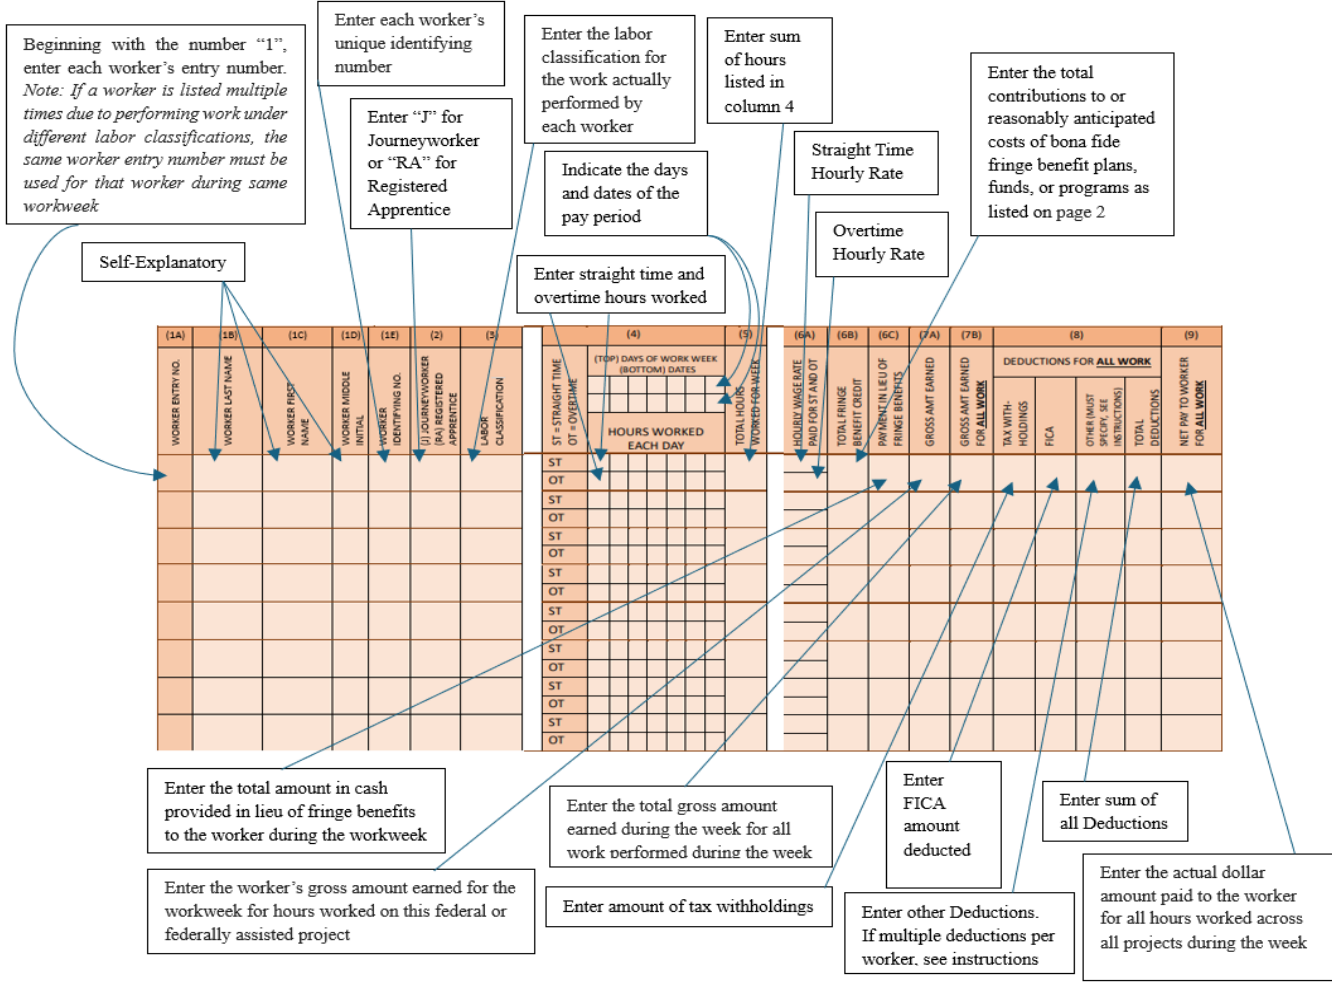 Beginning with the number “1”,
enter each worker’s entry number.
Note: If a worker is listed multiple
times due to performing work under
different labor classifications, the
same worker entry number must be
used for that worker during same
workweek
Enter each worker’s
unique identifying
number
Enter “J” for
Journeyworker
or “RA” for
Registered
Apprentice
Enter the labor
classification for
the work actually
performed by
each worker
Enter sum
of hours
listed in
column 4
Indicate the days
and dates of the
pay period
Straight Time
Hourly Rate
Overtime
Hourly Rate
Enter the total
contributions to or
reasonably anticipated
costs of bona fide
fringe benefit plans,
funds, or programs as
listed on page 2
Self-Explanatory
Enter straight time and
overtime hours worked
(1A)
(1B)
(1C)
(1D)
(1E)
(2)
(3)
(4)
(5)
(6A)
(6B)
(6C)
(7A)
(7B)
(8)
(9)
WORKER ENTRY NO.
WORKER LAST NAME
WORKER FIRST
NAME
WORKER MIDDLE
INITIAL
WORKER
IDENTIFYING NO.
(J) JOURNEYWORKER
(RA) REGISTERED
APPRENTICE
LABOR
CLASSIFICATION
ST = STRAIGHT TIME
OT = OVERTIME
(TOP) DAYS OF WORK WEEK
(BOTTOM) DATES
HOURS WORKED
EACH DAY
TOTAL HOURS
WORKED FOR WEEK
HOURLY WAGE RATE
PAID FOR ST AND OT
TOTAL FRINGE
BENEFIT CREDIT
PAYMENT IN LIEU OF
FRINGE BENEFITS
GROSS AMT EARNED
GROSS AMT EARNED
FOR ALL WORK
DEDUCTIONS FOR ALL WORK
TAX WITH-
HOLDINGS
FICA
OTHER (MUST
SPECIFY, SEE
INSTRUCTIONS)
TOTAL
DEDUCTIONS
NET PAY TO WORKER
FOR ALL WORK
ST
OT
ST
OT
ST
OT
ST
OT
ST
OT
ST
OT
ST
OT
ST
OT
Enter the total amount in cash
provided in lieu of fringe benefits
to the worker during the workweek
Enter the worker’s gross amount earned for the
workweek for hours worked on this federal or
federally assisted project
Enter the total gross amount
earned during the week for all
work performed during the week
Enter amount of tax withholdings
Enter
FICA
amount
deducted
Enter other Deductions.
If multiple deductions per
worker, see instructions
Enter sum of
all Deductions
Enter the actual dollar
amount paid to the worker
for all hours worked across
all projects during the week